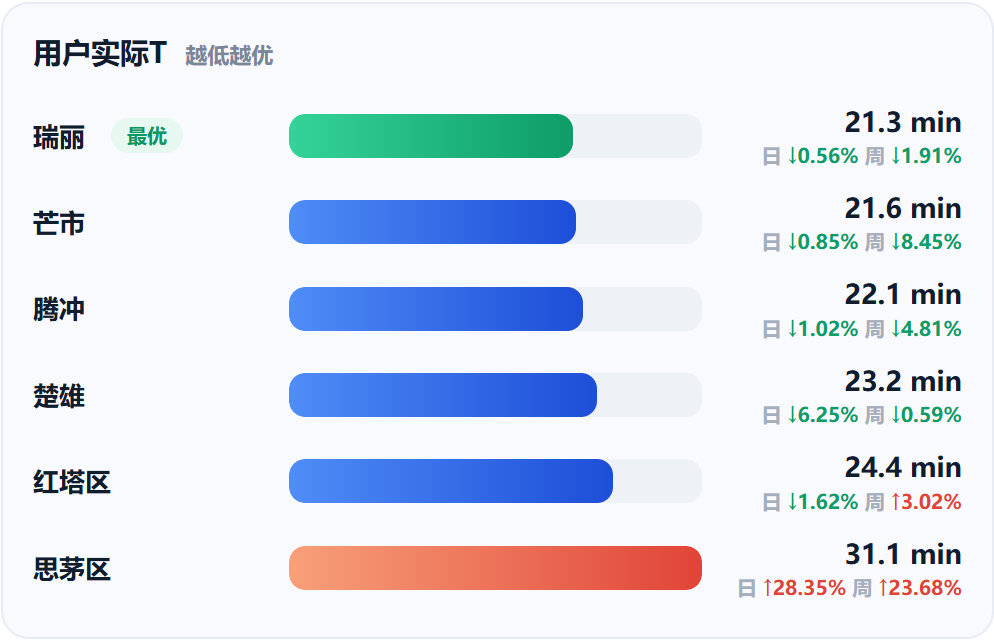 用户实际T 越低越优
瑞丽 最优 21.3 min
日 ↓0.56% 周 ↓1.91%
芒市 21.6 min
日 ↓0.85% 周 ↓8.45%
腾冲 22.1 min
日 ↓1.02% 周 ↓4.81%
楚雄 23.2 min
日 ↓6.25% 周 ↓0.59%
红塔区 24.4 min
日 ↓1.62% 周 ↑3.02%
思茅区 31.1 min
日 ↑28.35% 周 ↑23.68%